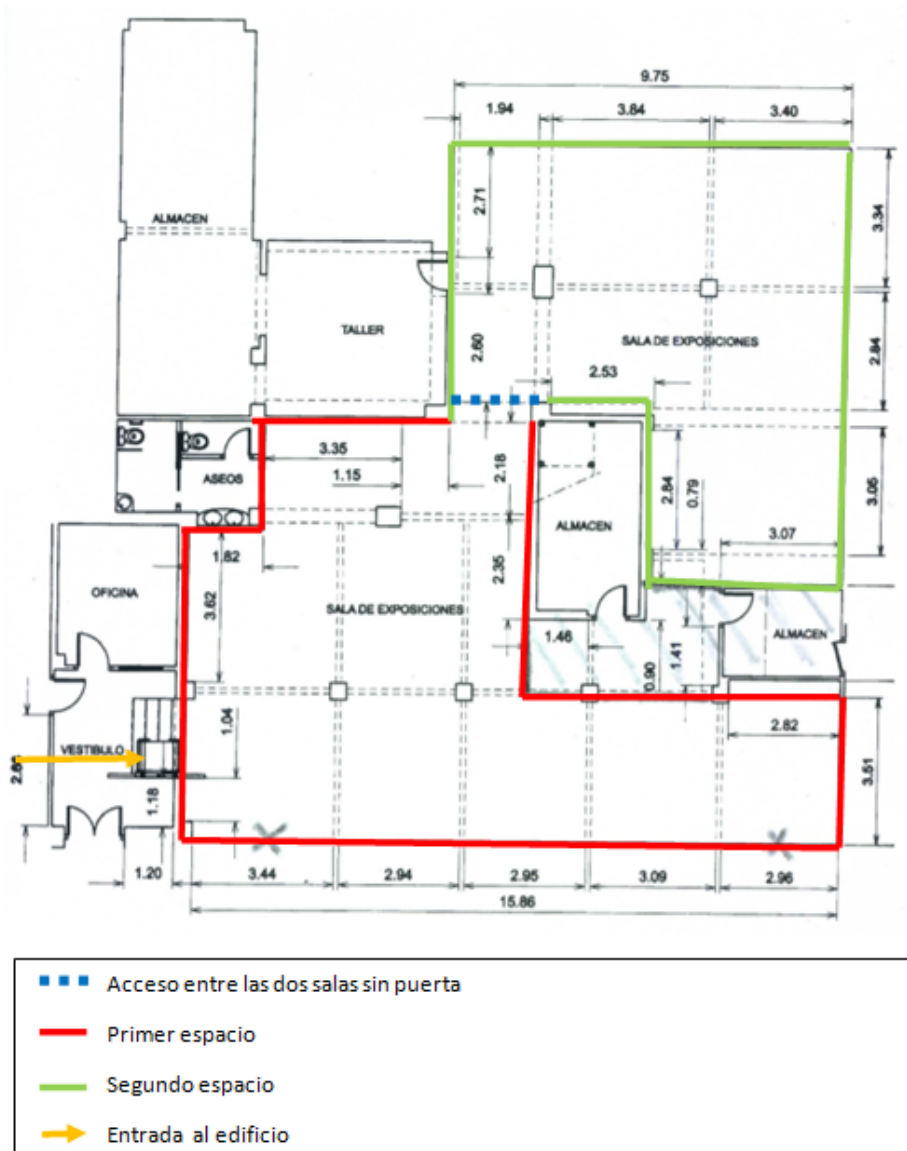 9.75
1.94
3.84
3.40
2.71
3.34
ALMACEN
TALLER
SALA DE EXPOSICIONES
2.60
2.84
2.53
3.35
1.15
2.18
ASEOS
ALMACEN
2.84
0.79
3.05
3.07
1.82
2.35
OFICINA
3.62
SALA DE EXPOSICIONES
1.46
0.90
1.41
ALMACEN
VESTIBULO
1.04
2.82
3.51
1.18
1.20
3.44
2.94
2.95
3.09
2.96
15.86
Acceso entre las dos salas sin puerta
Primer espacio
Segundo espacio
Entrada al edificio